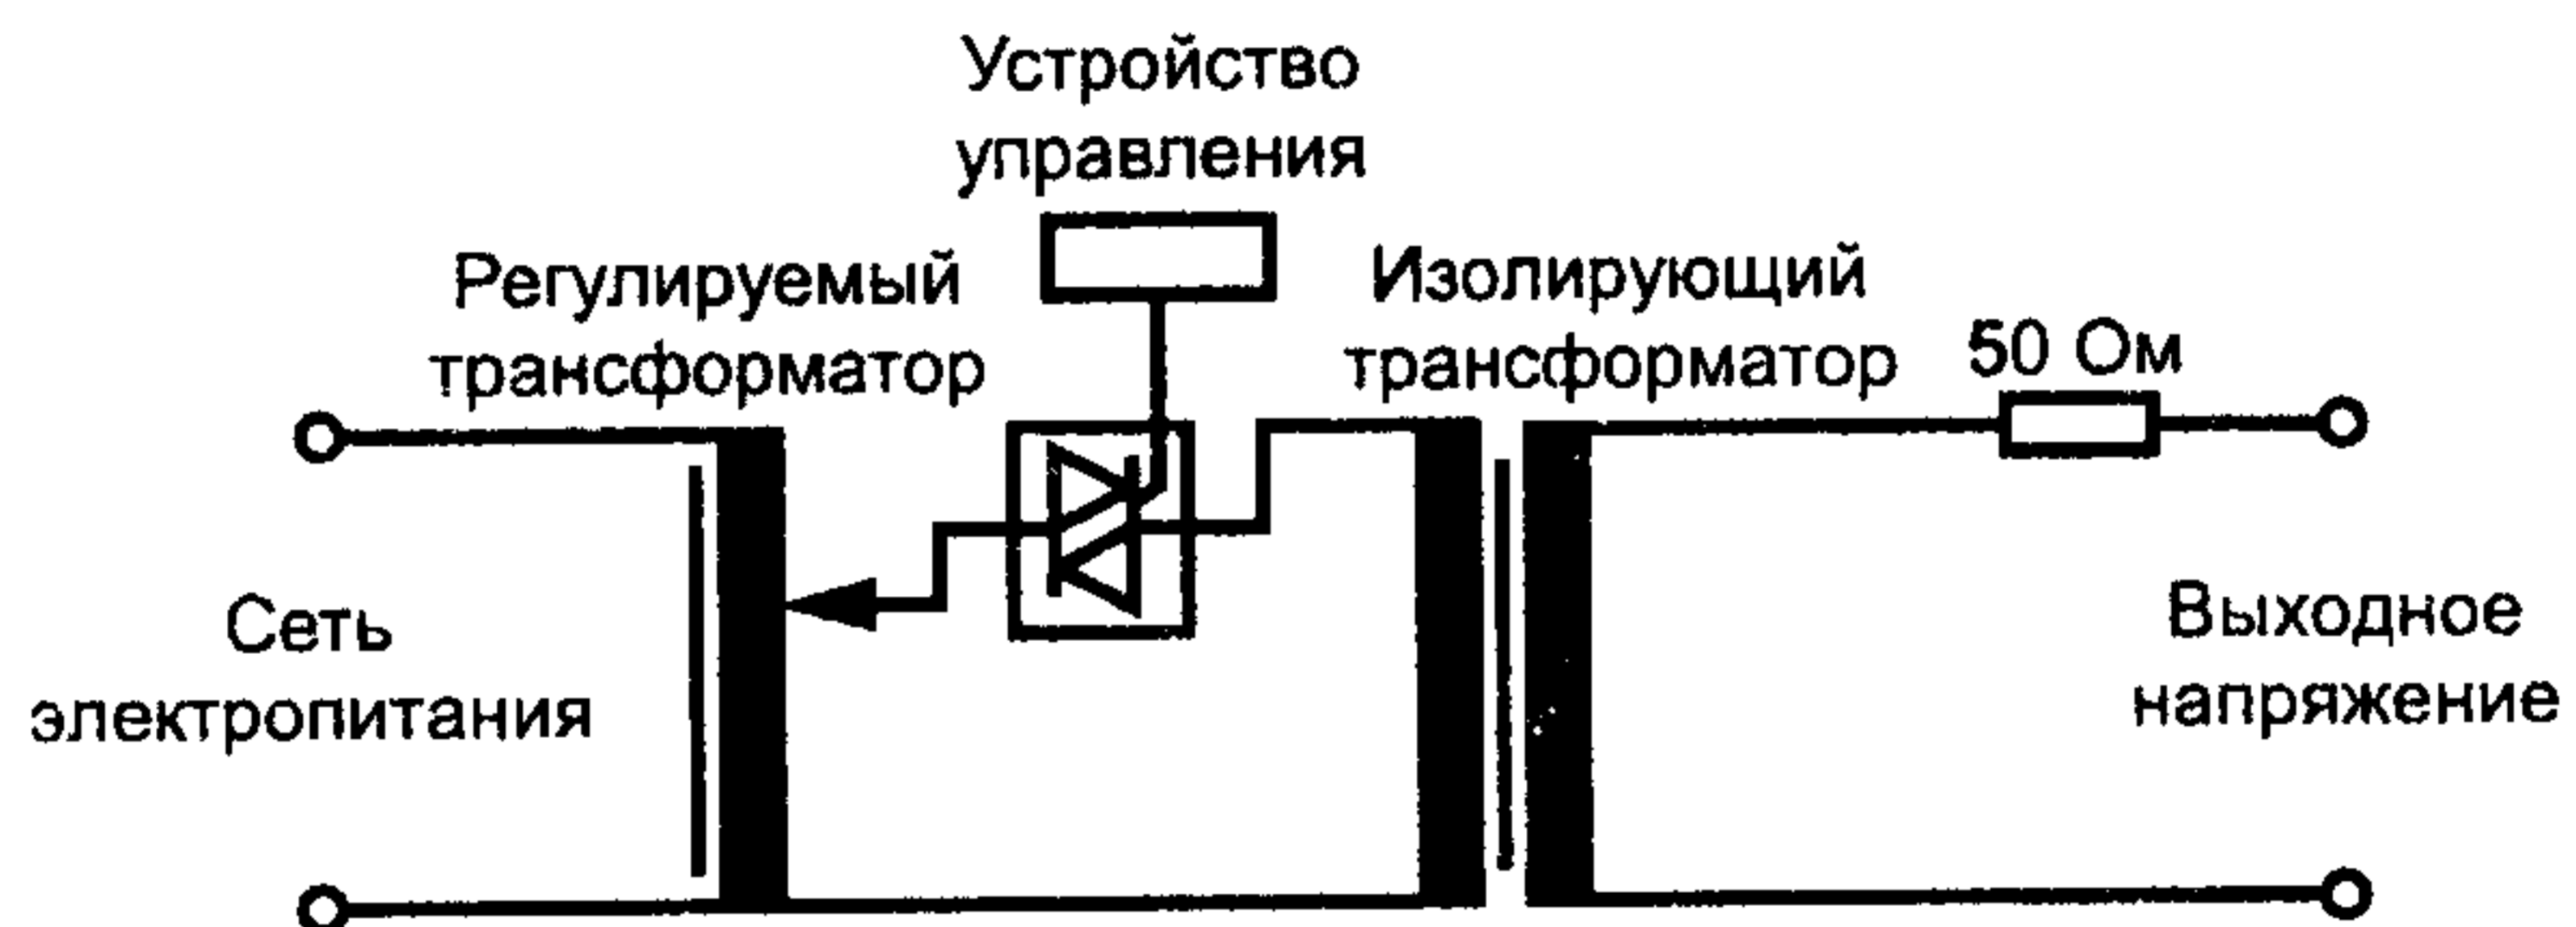 Устройство
управления
Регулируемый
трансформатор
Изолирующий
трансформатор
50 Ом
Сеть
электропитания
Выходное
напряжение